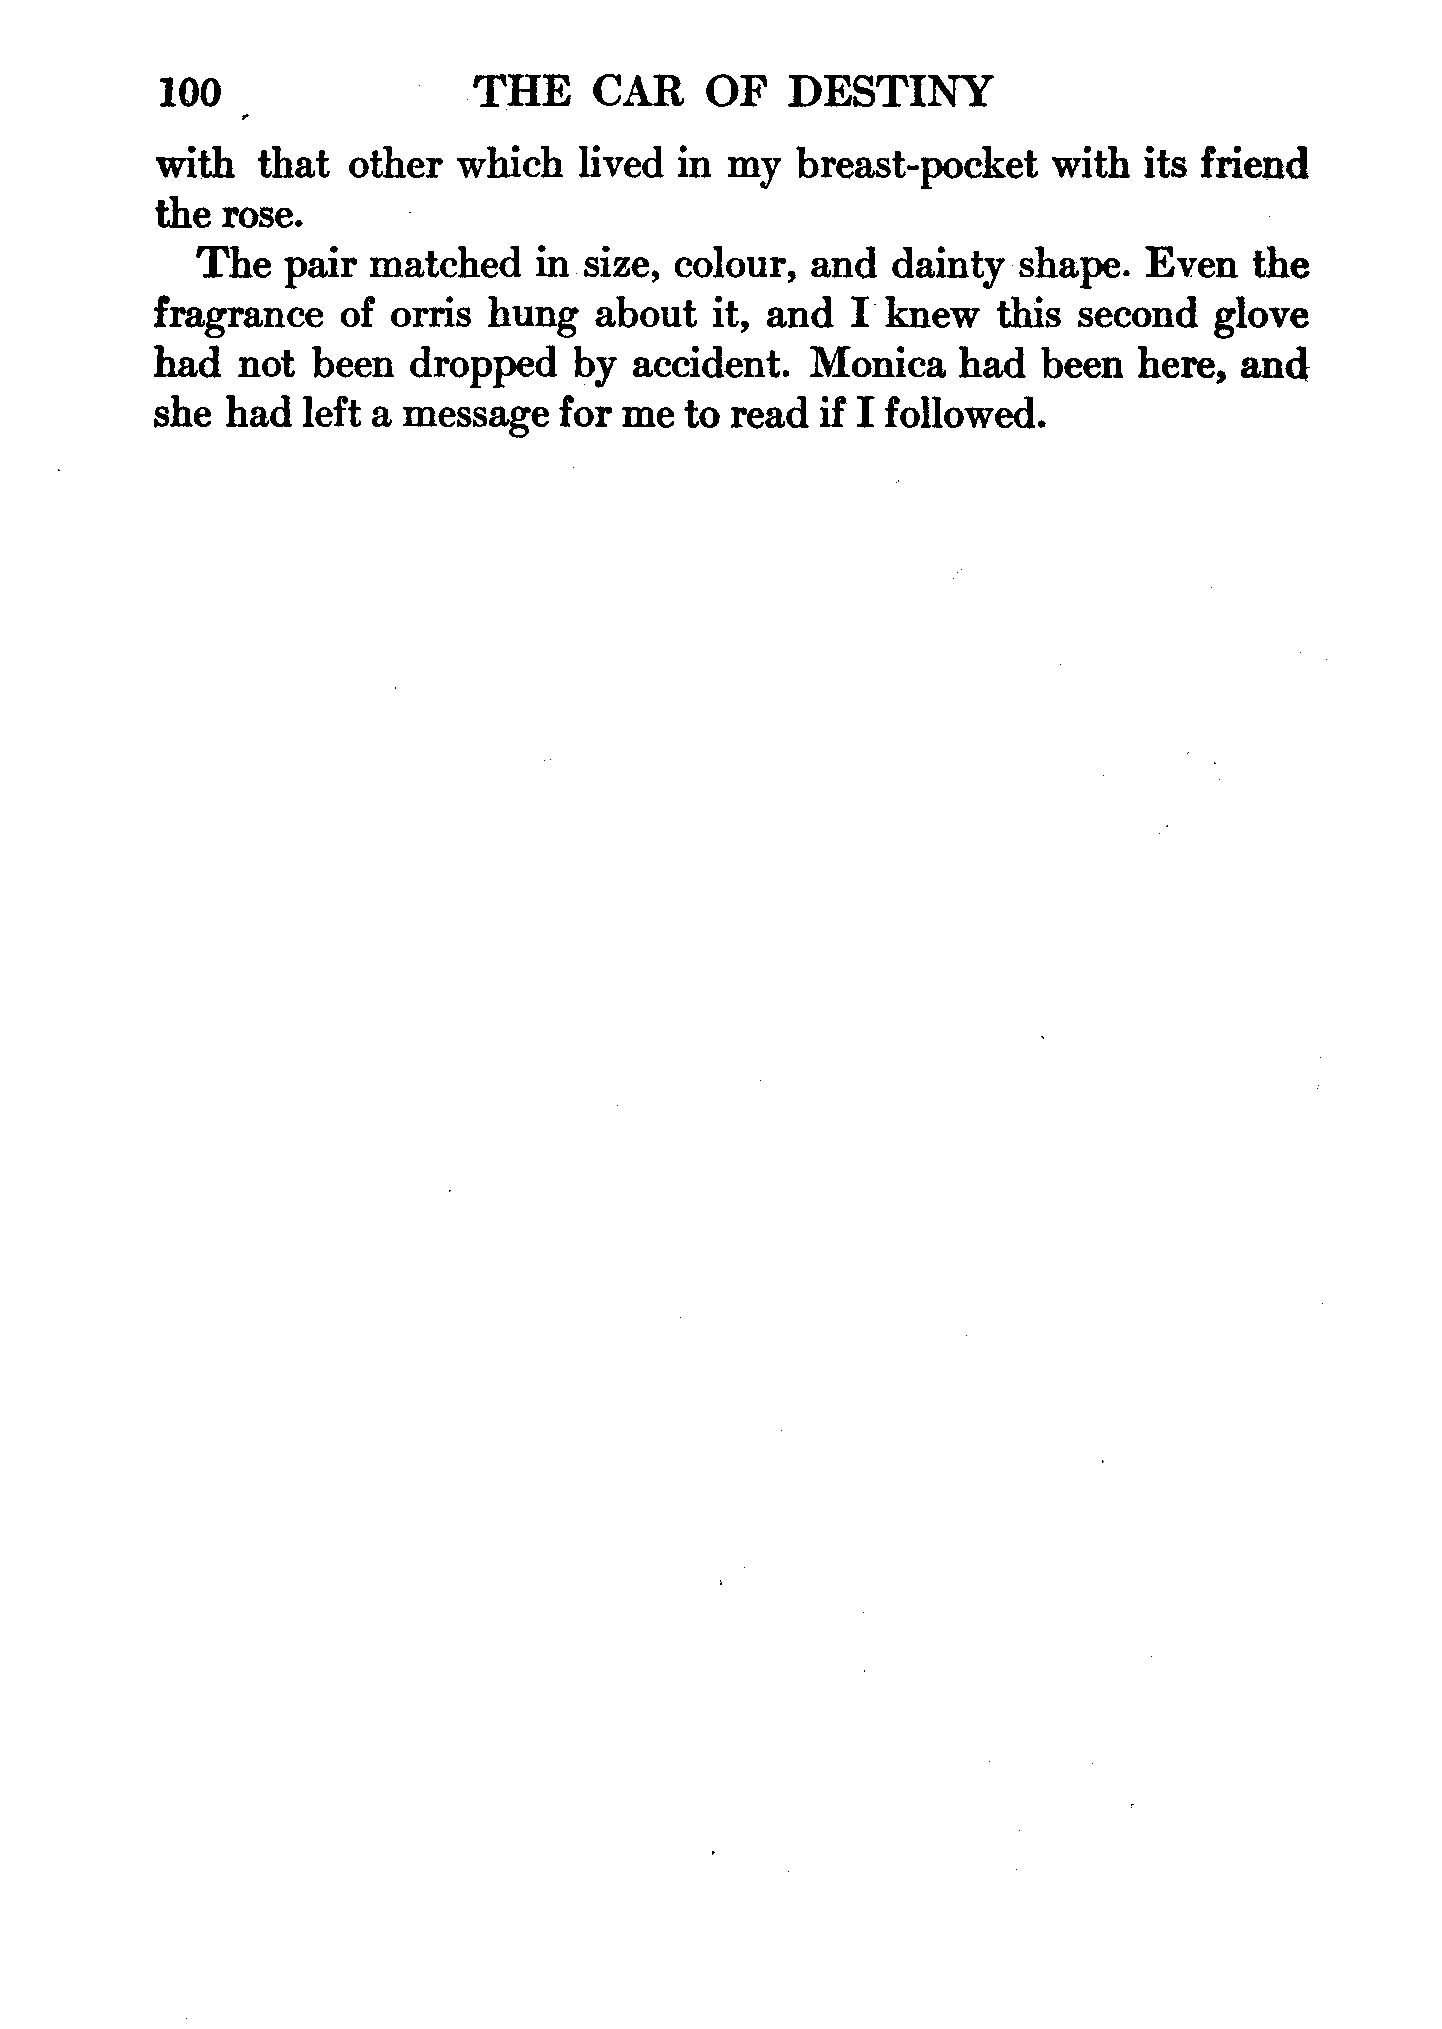 100 THE CAR OF DESTINY
with that other which lived in my breast-pocket with its friend
the rose.
The pair matched in size, colour, and dainty shape. Even the
fragrance of orris hung about it, and I knew this second glove
had not been dropped by accident. Monica had been here, and
she had left a message for me to read if I followed.